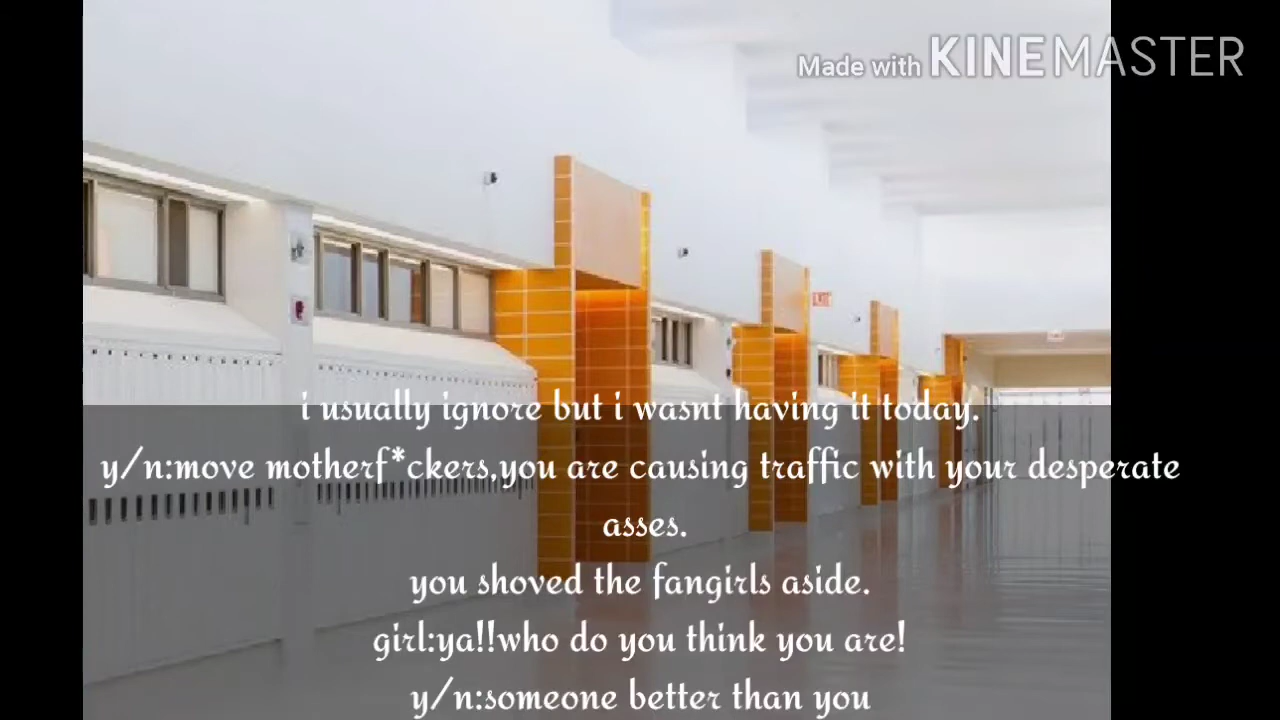 Made with KINEMASTER
i usually ignore but i wasnt having it today.
y/n:move motherf*ckers,you are causing traffic with your desperate
asses.
you shoved the fangirls aside.
girl:ya!!who do you think you are!
y/n:someone better than you